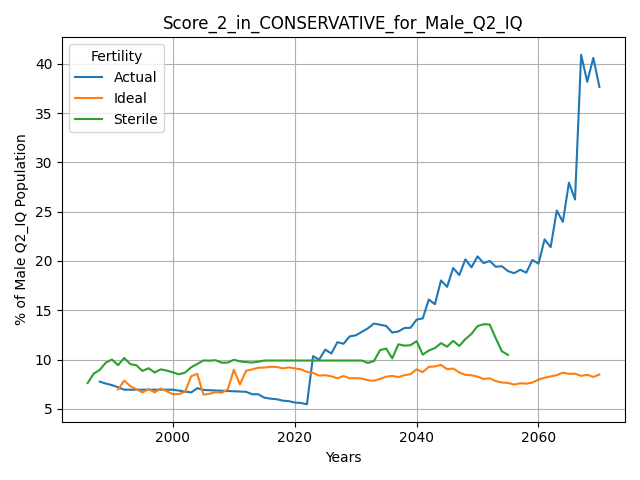 Score_2_in_CONSERVATIVE_for_Male_Q2_IQ
Fertility
Actual
Ideal
Sterile
% of Male Q2_IQ Population
40
35
30
25
20
15
10
5
2000
2020
2040
2060
Years